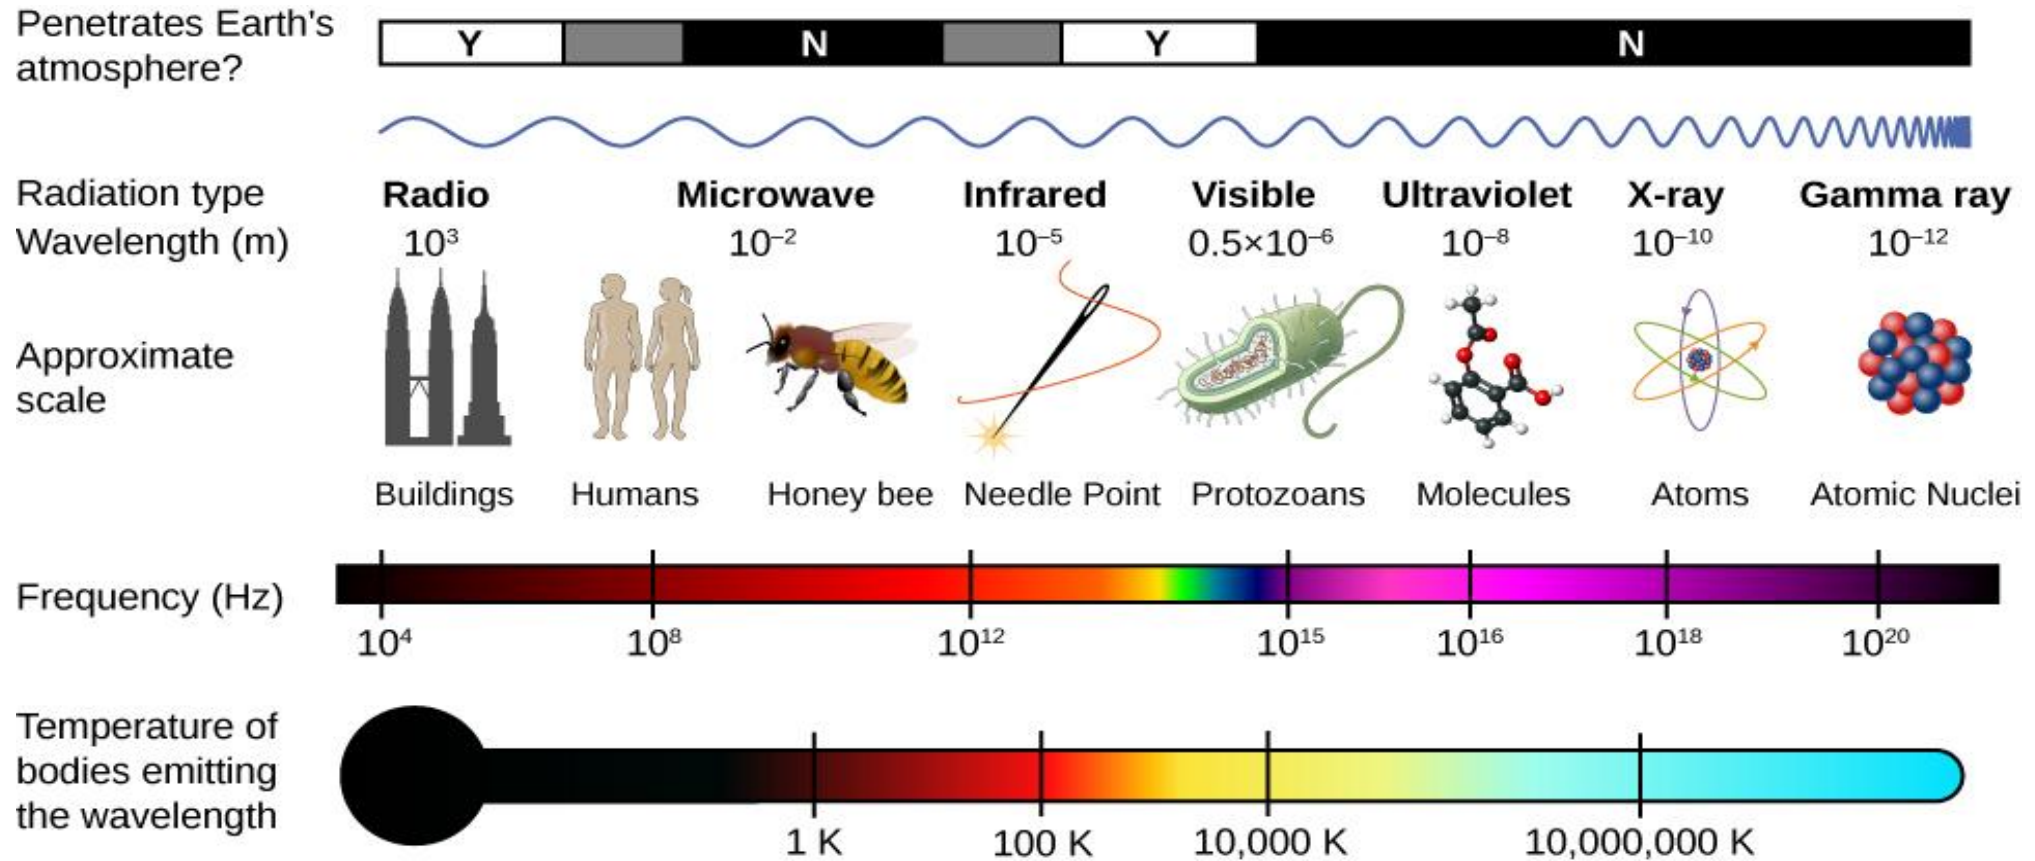 Penetrates Earth's
atmosphere?
Y N Y N
Radiation type Radio Microwave Infrared Visible Ultraviolet X-ray Gamma ray
Wavelength (m) 10³ 10⁻² 10⁻⁵ 0.5×10⁻⁶ 10⁻⁸ 10⁻¹⁰ 10⁻¹²
Approximate
scale
Buildings Humans Honey bee Needle Point Protozoans Molecules Atoms Atomic Nuclei
Frequency (Hz)
10⁴ 10⁸ 10¹² 10¹⁵ 10¹⁶ 10¹⁸ 10²⁰
Temperature of
bodies emitting
the wavelength
1 K 100 K 10,000 K 10,000,000 K